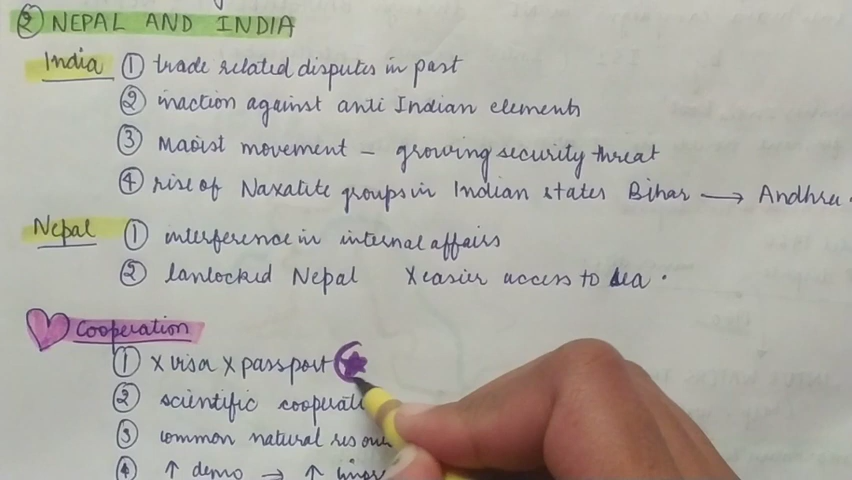 ② NEPAL AND INDIA
India ① trade related disputes in past
② inaction against anti Indian elements
③ Maoist movement - growing security threat
④ rise of Naxalite groups in Indian states Bihar → Andhra.
Nepal ① interference in internal affairs
② lanlocked Nepal X easier access to sea.
Cooperation
① X visa X passport
② scientific
③ common natural
④ ↑ demo → ↑